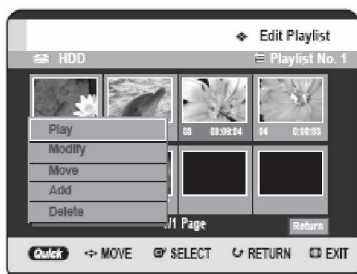 Edit Playlist
HDD Playlist No. 1
Play
Modify
Move
Add
Delete
03 00:06:04 04 0:00:03
/1 Page Return
Quick MOVE SELECT RETURN EXIT